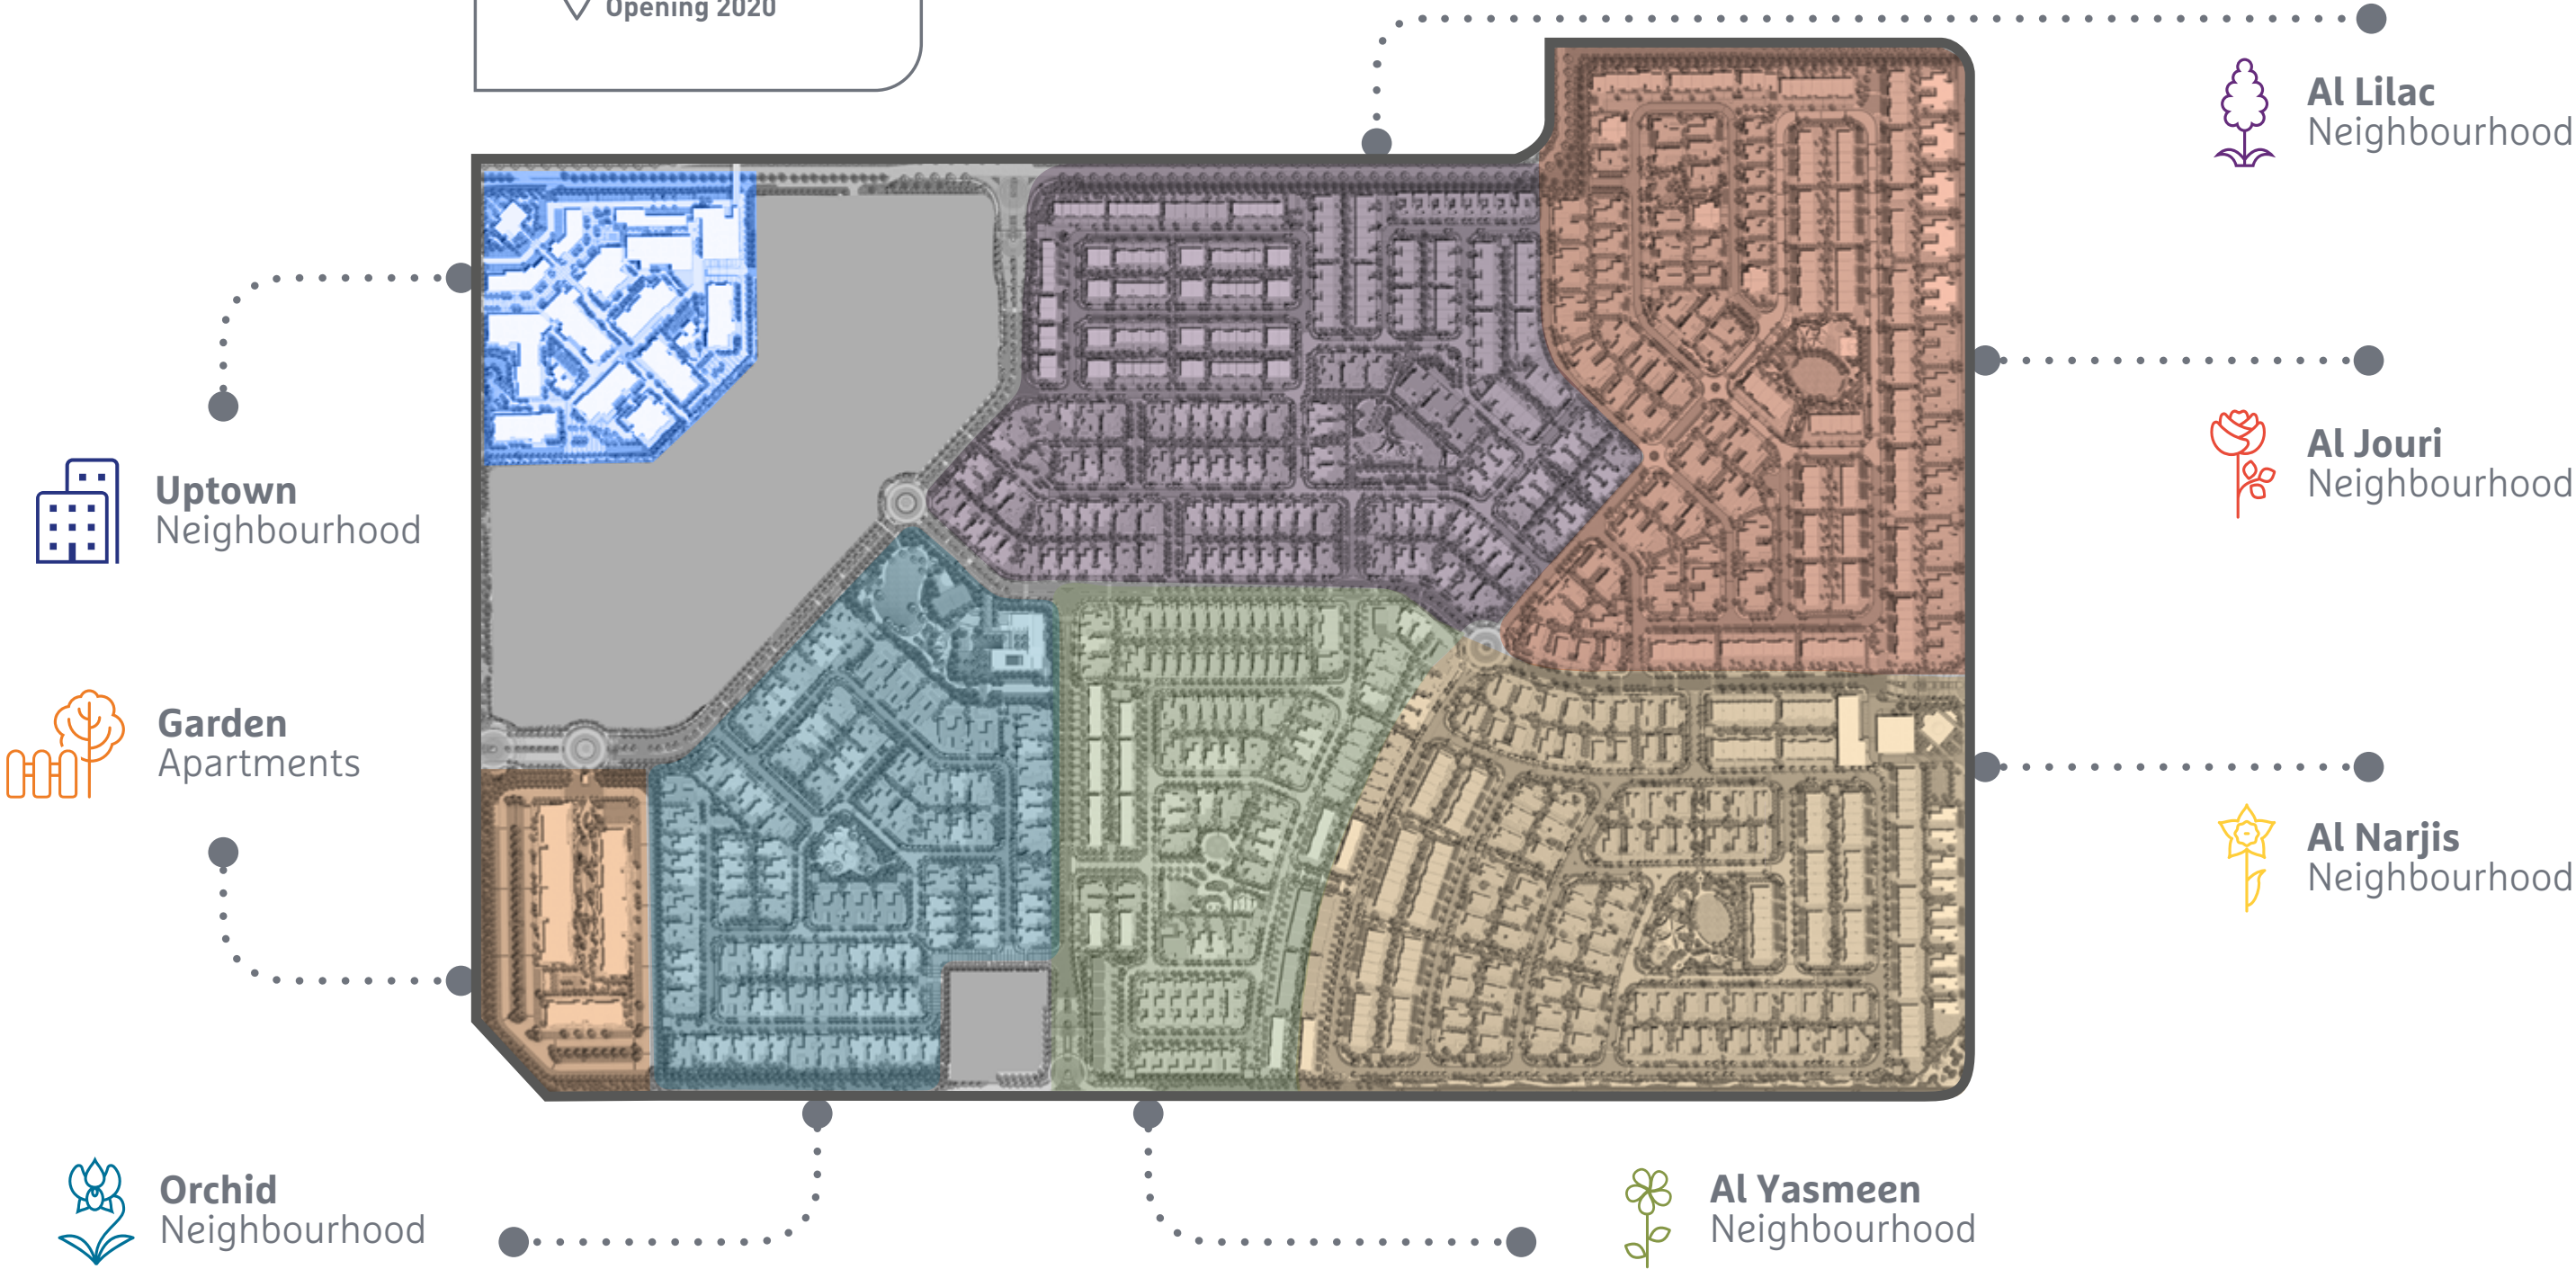 Opening 2020
Al Lilac
Neighbourhood
Al Jouri
Neighbourhood
Uptown
Neighbourhood
Garden
Apartments
Al Narjis
Neighbourhood
Orchid
Neighbourhood
Al Yasmeen
Neighbourhood